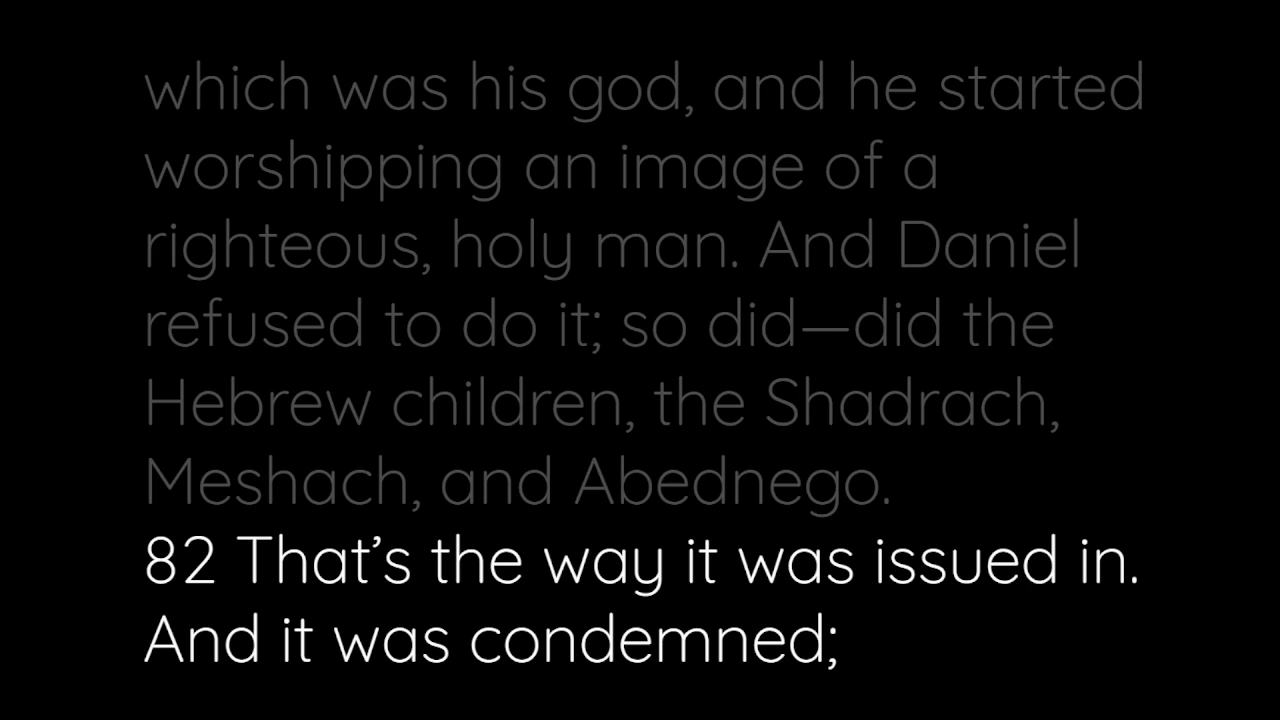 which was his god, and he started
worshipping an image of a
righteous, holy man. And Daniel
refused to do it; so did—did the
Hebrew children, the Shadrach,
Meshach, and Abednego.
82 That’s the way it was issued in.
And it was condemned;